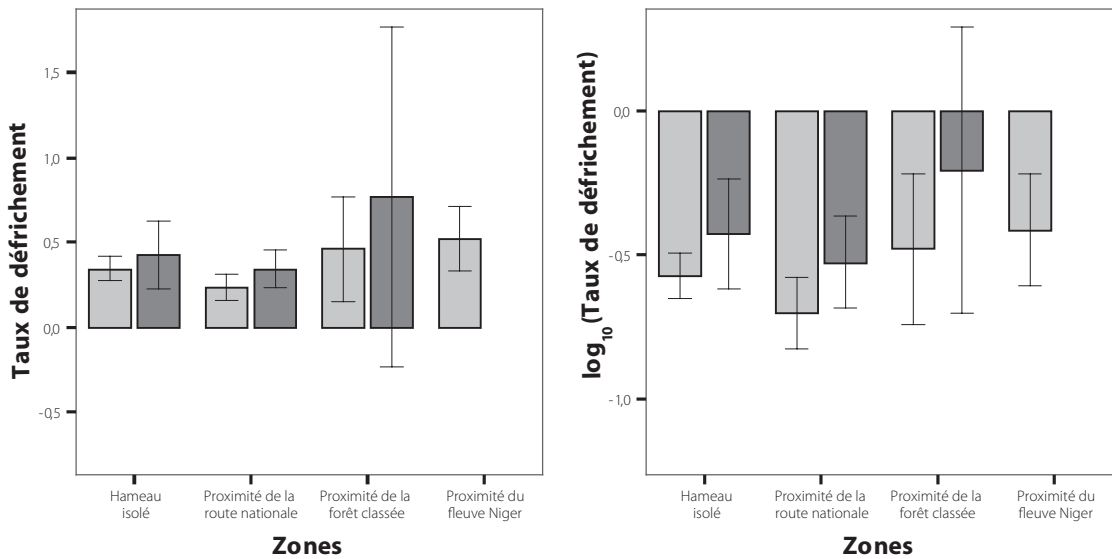 Taux de défrichement
1,5
1,0
0,5
0,0
-0,5
Hameau
isolé
Proximité de la
route nationale
Proximité de la
forêt classée
Proximité du
fleuve Niger
Zones
log10(Taux de défrichement)
0,0
-0,5
-1,0
Hameau
isolé
Proximité de la
route nationale
Proximité de la
forêt classée
Proximité du
fleuve Niger
Zones